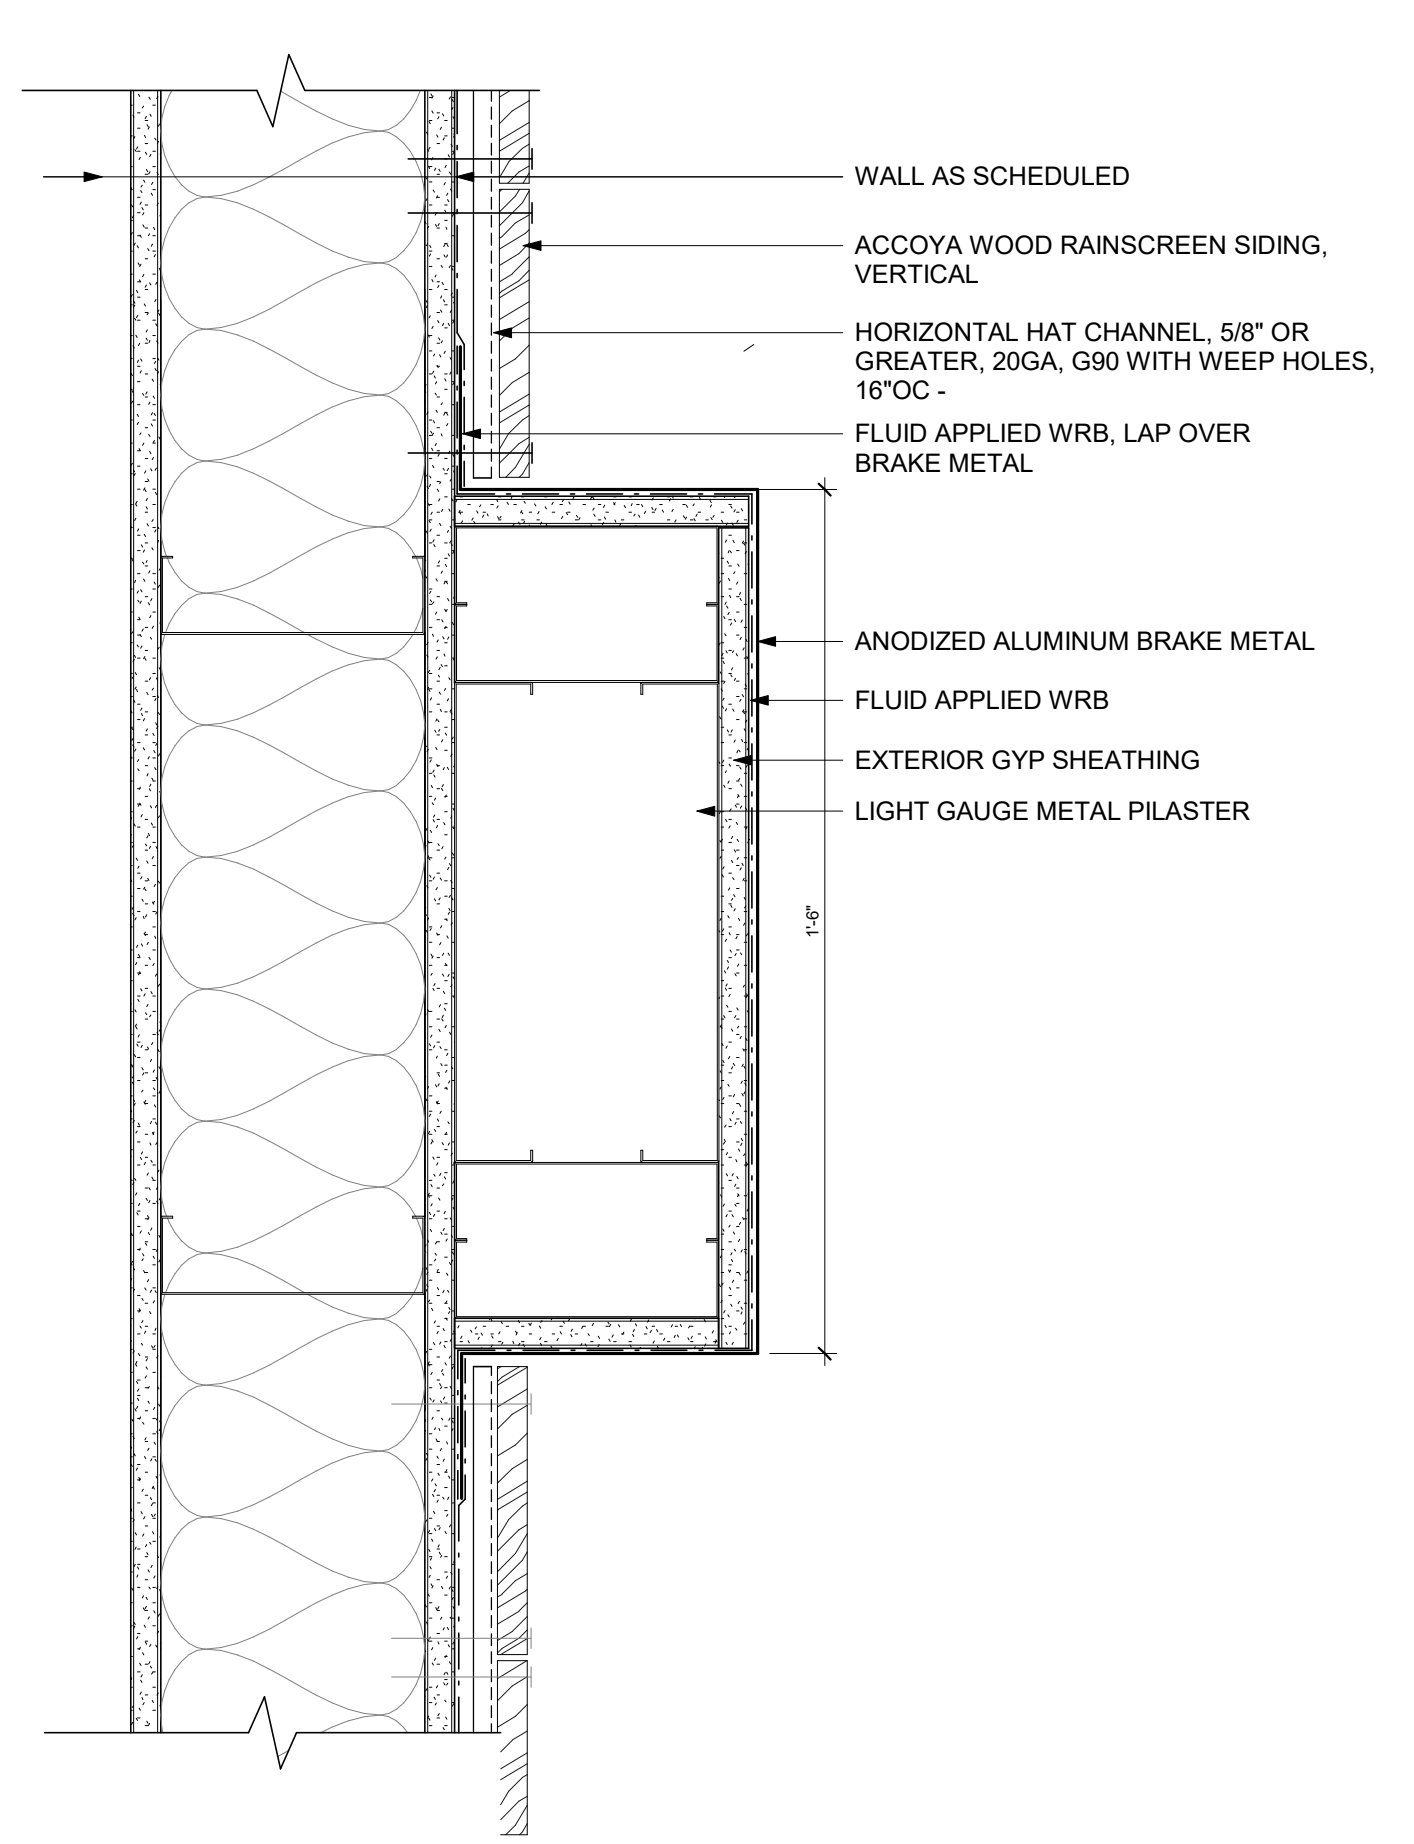 WALL AS SCHEDULED
ACCOYA WOOD RAINSCREEN SIDING,
VERTICAL
HORIZONTAL HAT CHANNEL, 5/8" OR
GREATER, 20GA, G90 WITH WEEP HOLES,
16"OC -
FLUID APPLIED WRB, LAP OVER
BRAKE METAL
ANODIZED ALUMINUM BRAKE METAL
FLUID APPLIED WRB
EXTERIOR GYP SHEATHING
LIGHT GAUGE METAL PILASTER
1'-6"